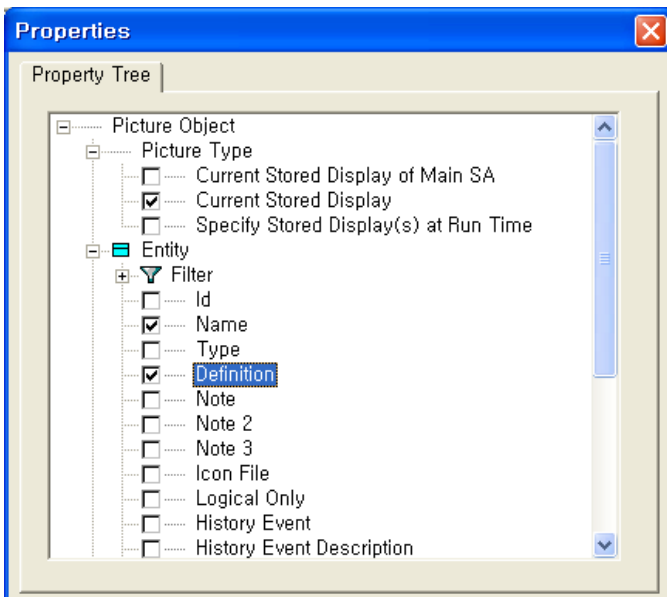 Properties
Property Tree
Picture Object
Picture Type
Current Stored Display of Main SA
Current Stored Display
Specify Stored Display(s) at Run Time
Entity
Filter
Id
Name
Type
Definition
Note
Note 2
Note 3
Icon File
Logical Only
History Event
History Event Description